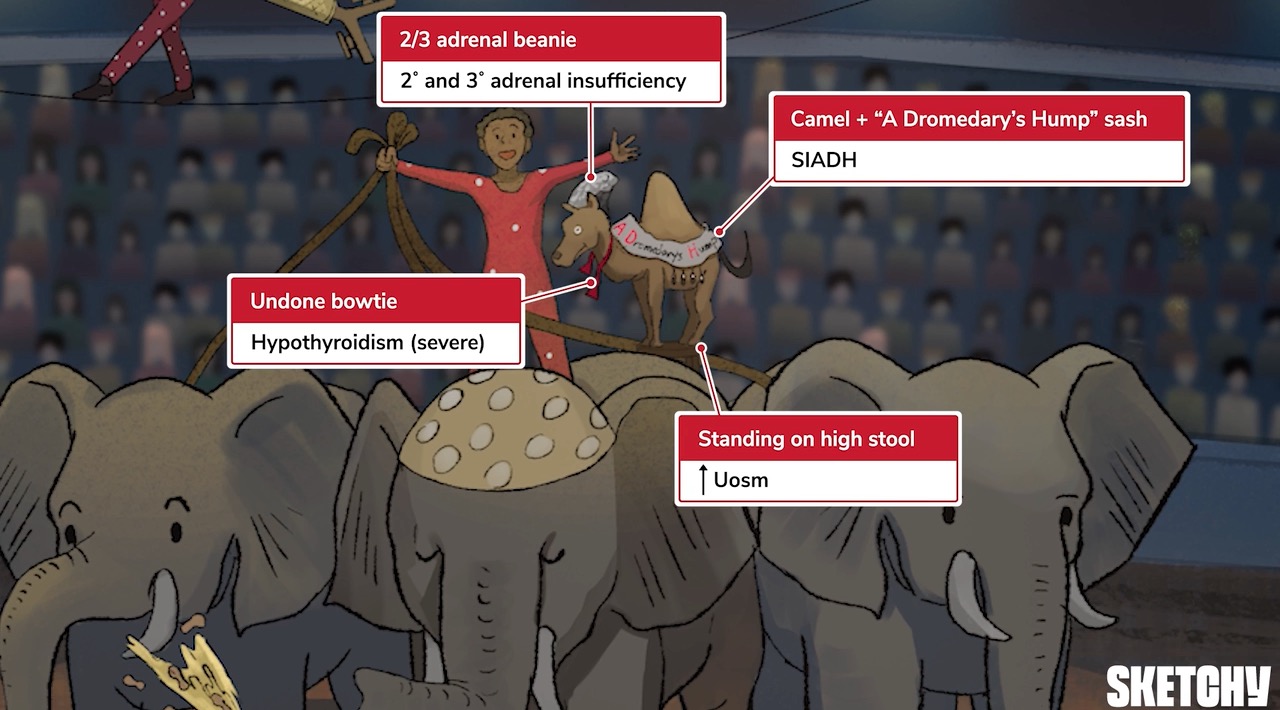 2/3 adrenal beanie
2° and 3° adrenal insufficiency
Camel + “A Dromedary’s Hump” sash
SIADH
A Dromedary's Hump
Undone bowtie
Hypothyroidism (severe)
Standing on high stool
↑ Uosm
SKETCHY